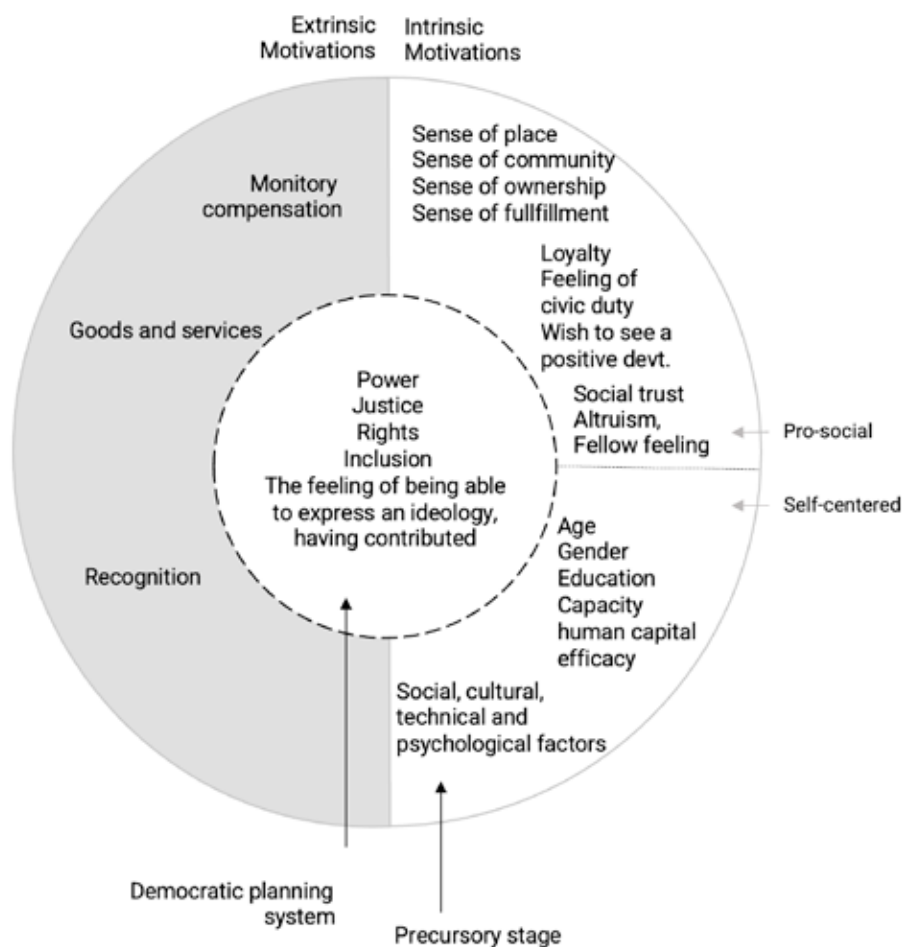 Extrinsic
Motivations
Intrinsic
Motivations
Monitory
compensation
Goods and services
Recognition
Sense of place
Sense of community
Sense of ownership
Sense of fullfillment
Loyalty
Feeling of
civic duty
Wish to see a
positive devt.
Social trust
Altruism,
Fellow feeling
Pro-social
Self-centered
Power
Justice
Rights
Inclusion
The feeling of being able
to express an ideology,
having contributed
Age
Gender
Education
Capacity
human capital
efficacy
Social, cultural,
technical and
psychological factors
Democratic planning
system
Precursory stage